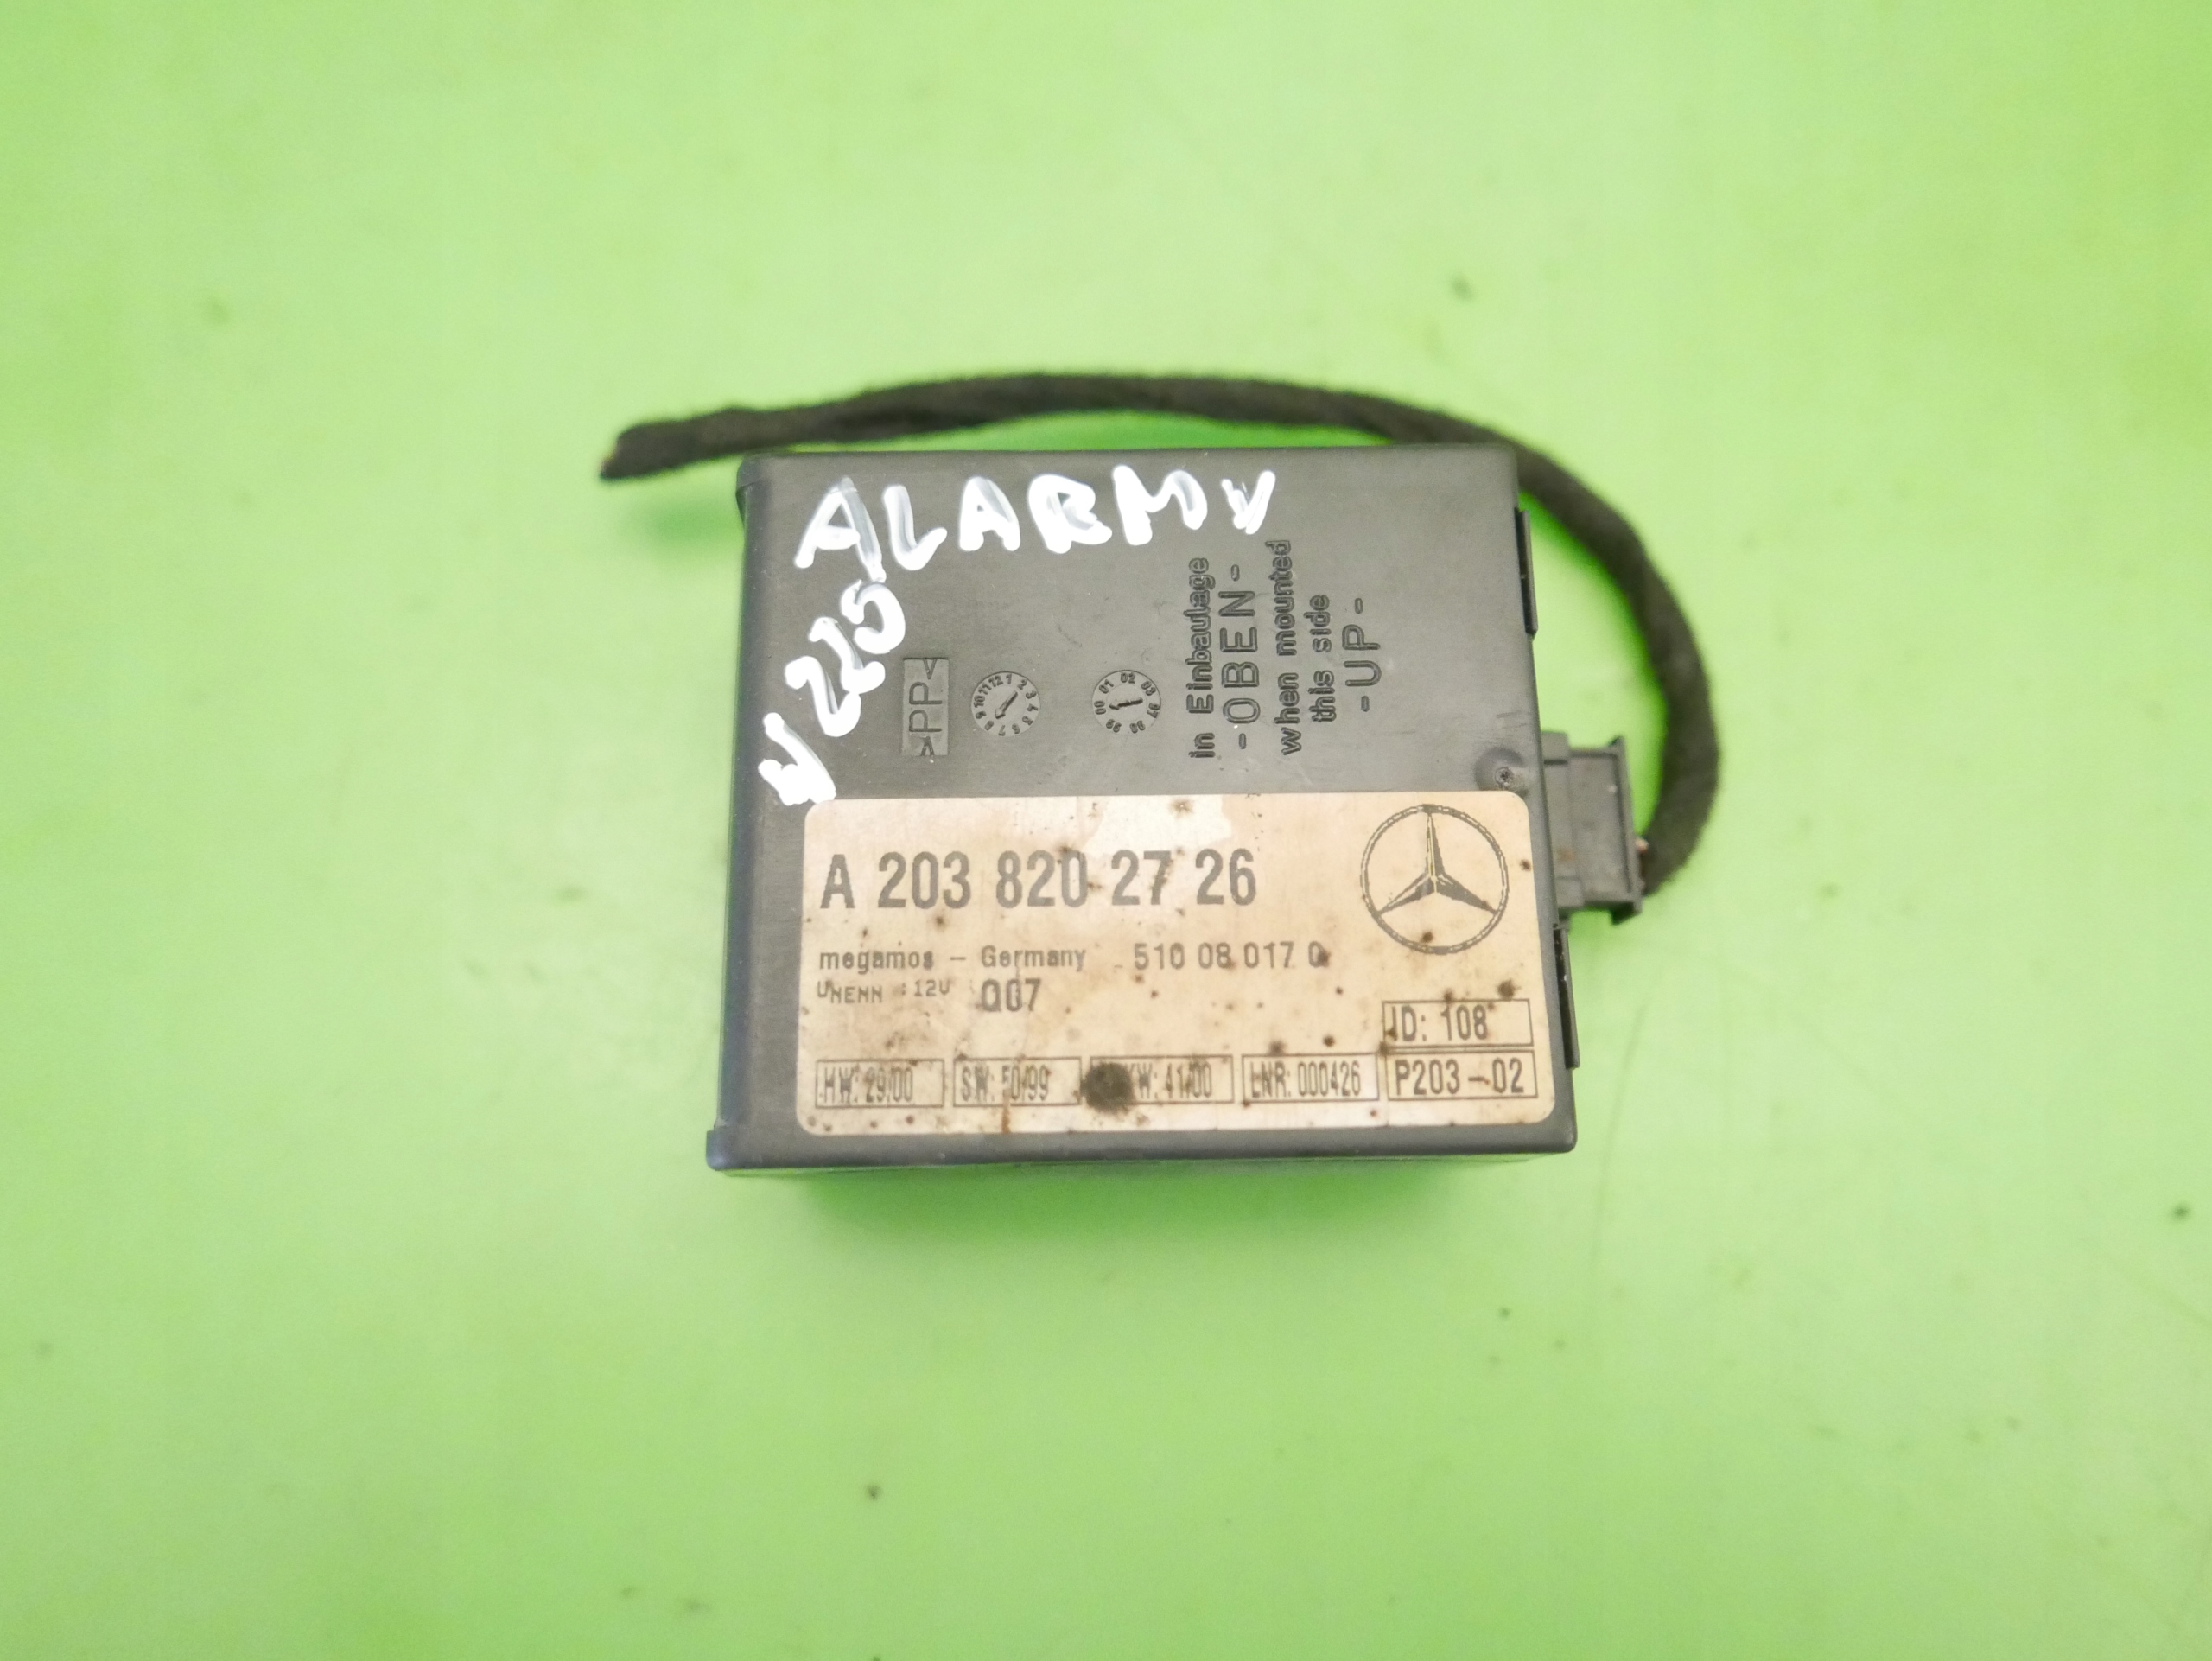 ALARM V
W 220
>PP<
in Einbaulage
-OBEN-
when mounted
this side
-UP-
A 203 820 27 26
megamos - Germany 510 08 017 0
UNENN : 12V 007
ID: 108
HW: 29/00 SW: 50/99 KW: 41/00 LNR: 000426 P203-02